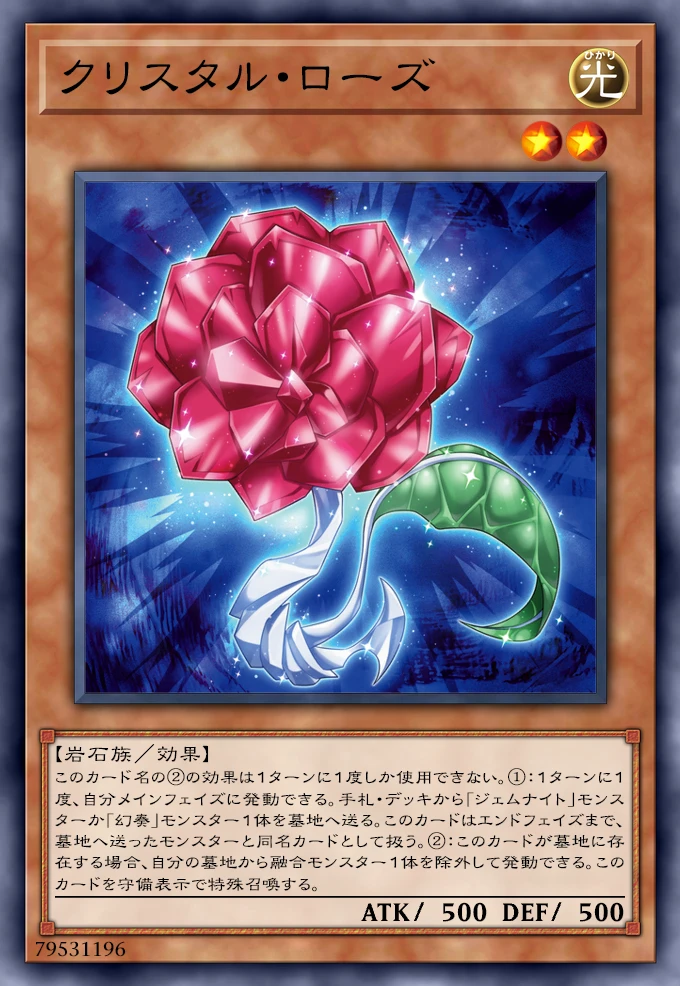 クリスタル・ローズ
ひかり
光
【岩石族／効果】
このカード名の②の効果は１ターンに１度しか使用できない。①：１ターンに１
度、自分メインフェイズに発動できる。手札・デッキから「ジェムナイト」モンス
ターか「幻奏」モンスター１体を墓地へ送る。このカードはエンドフェイズまで、
墓地へ送ったモンスターと同名カードとして扱う。②：このカードが墓地に存
在する場合、自分の墓地から融合モンスター１体を除外して発動できる。この
カードを守備表示で特殊召喚する。
ATK/ 500 DEF/ 500
79531196